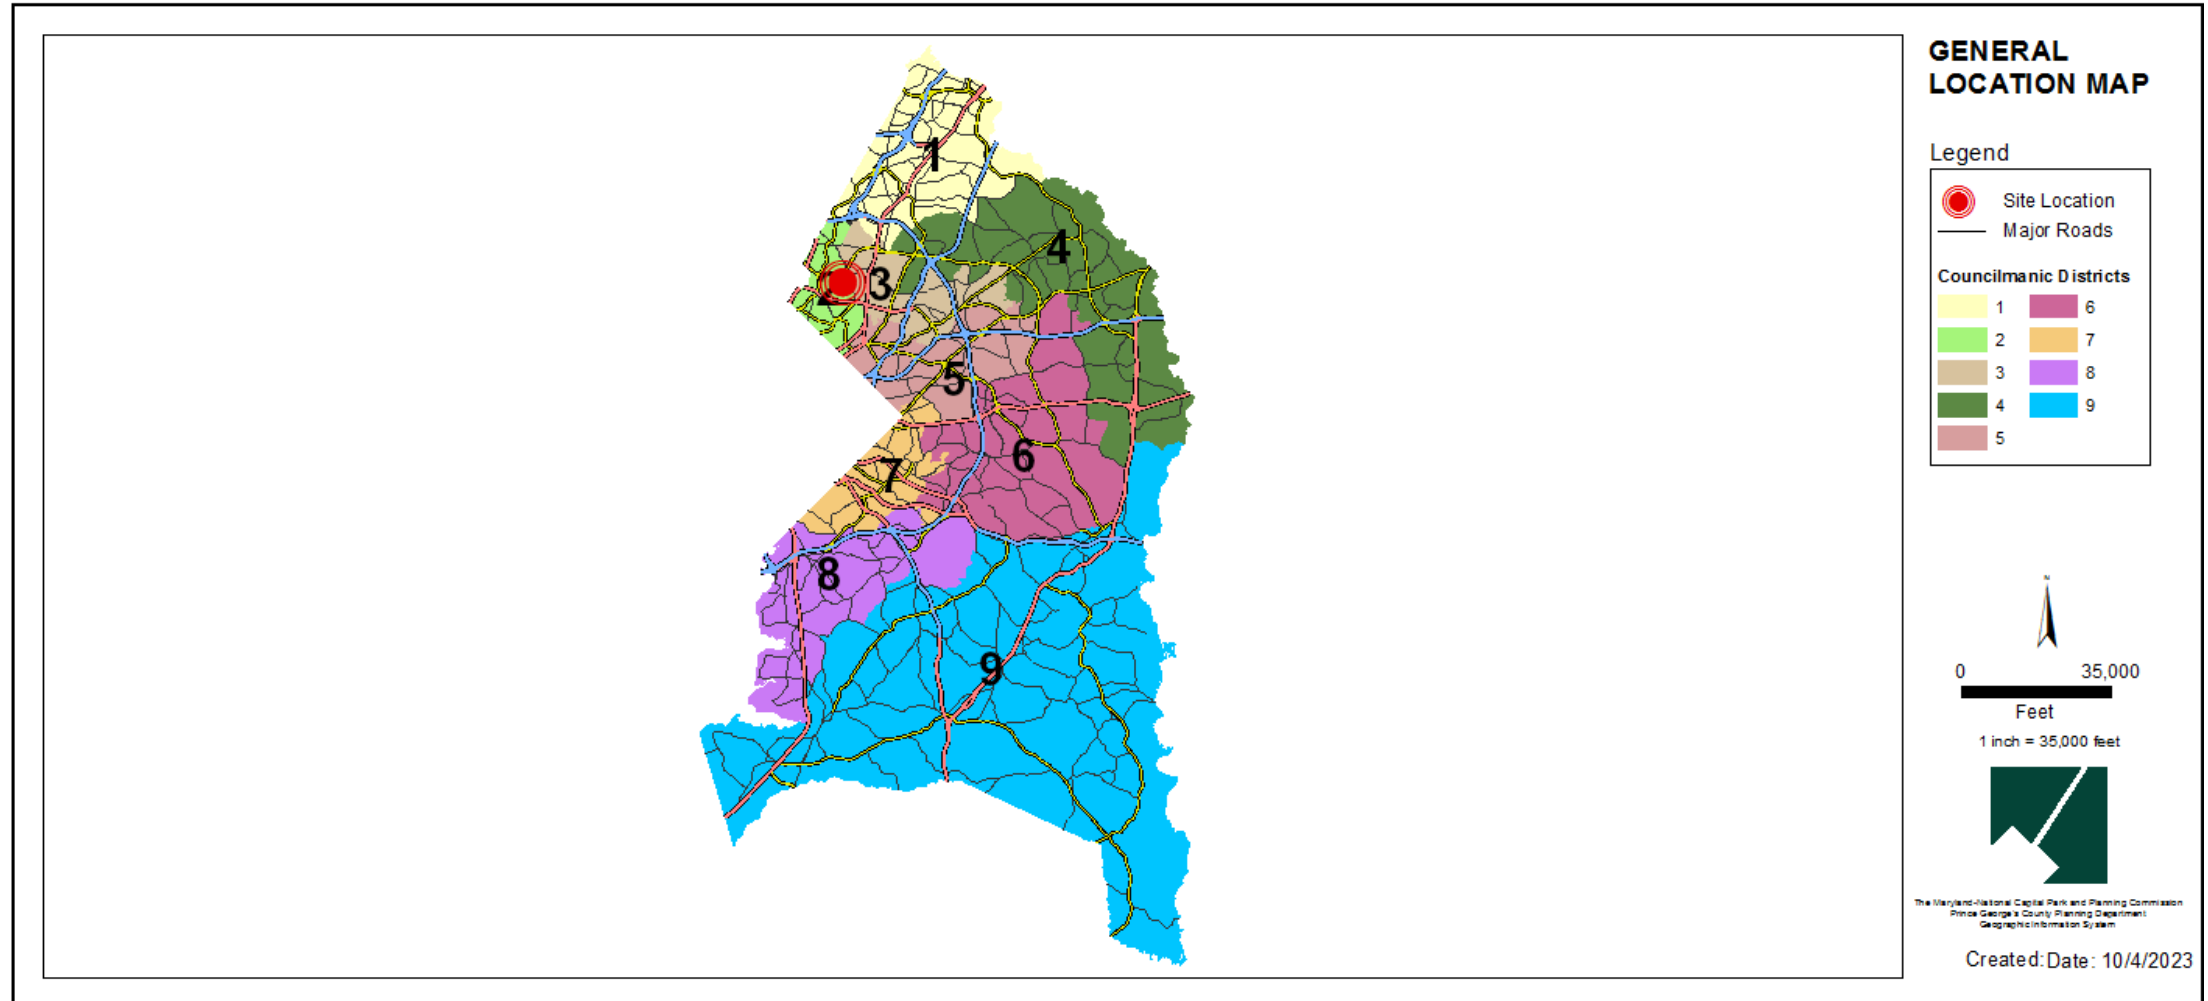 GENERAL
LOCATION MAP
Legend
Site Location
Major Roads
Councilmanic Districts
1 6
2 7
3 8
4 9
5
1
4
3
5
6
7
8
9
N
0 35,000
Feet
1 inch = 35,000 feet
The Maryland-National Capital Park and Planning Commission
Prince George's County Planning Department
Geographic Information System
Created: Date: 10/4/2023